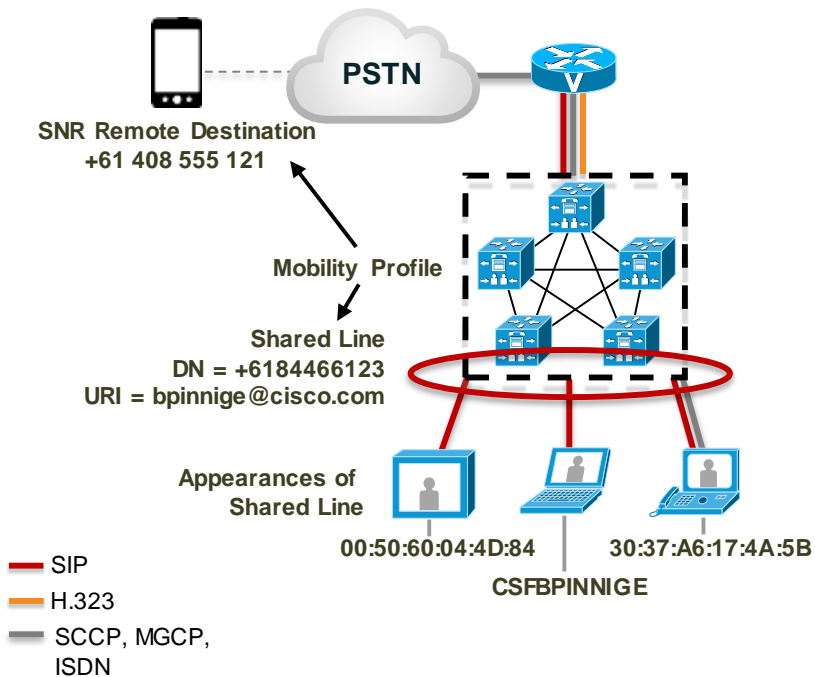 PSTN
V
SNR Remote Destination
+61 408 555 121
Mobility Profile
Shared Line
DN = +6184466123
URI = bpinnige@cisco.com
Appearances of
Shared Line
00:50:60:04:4D:84
30:37:A6:17:4A:5B
CSFBPINNIGE
SIP
H.323
SCCP, MGCP,
ISDN